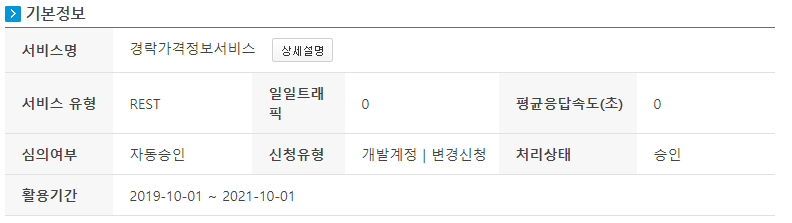 기본정보
서비스명 경락가격정보서비스 상세설명
서비스 유형 REST 일일트래픽 0 평균응답속도(초) 0
심의여부 자동승인 신청유형 개발계정 | 변경신청 처리상태 승인
활용기간 2019-10-01 ~ 2021-10-01